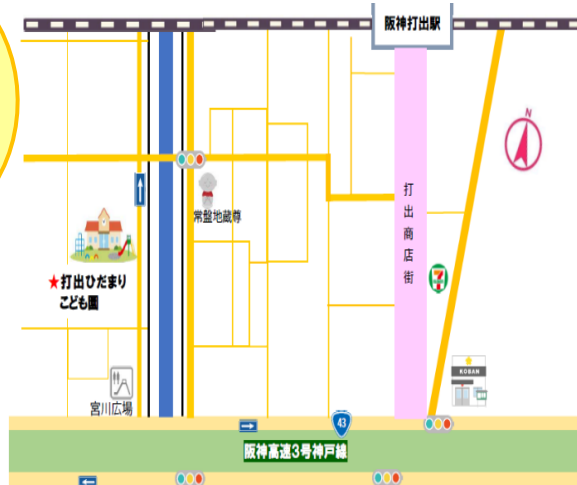 阪神打出駅
N
常盤地蔵尊
打出商店街
★打出ひだまり
こども園
7
KOBAN
宮川広場
43
阪神高速3号神戸線